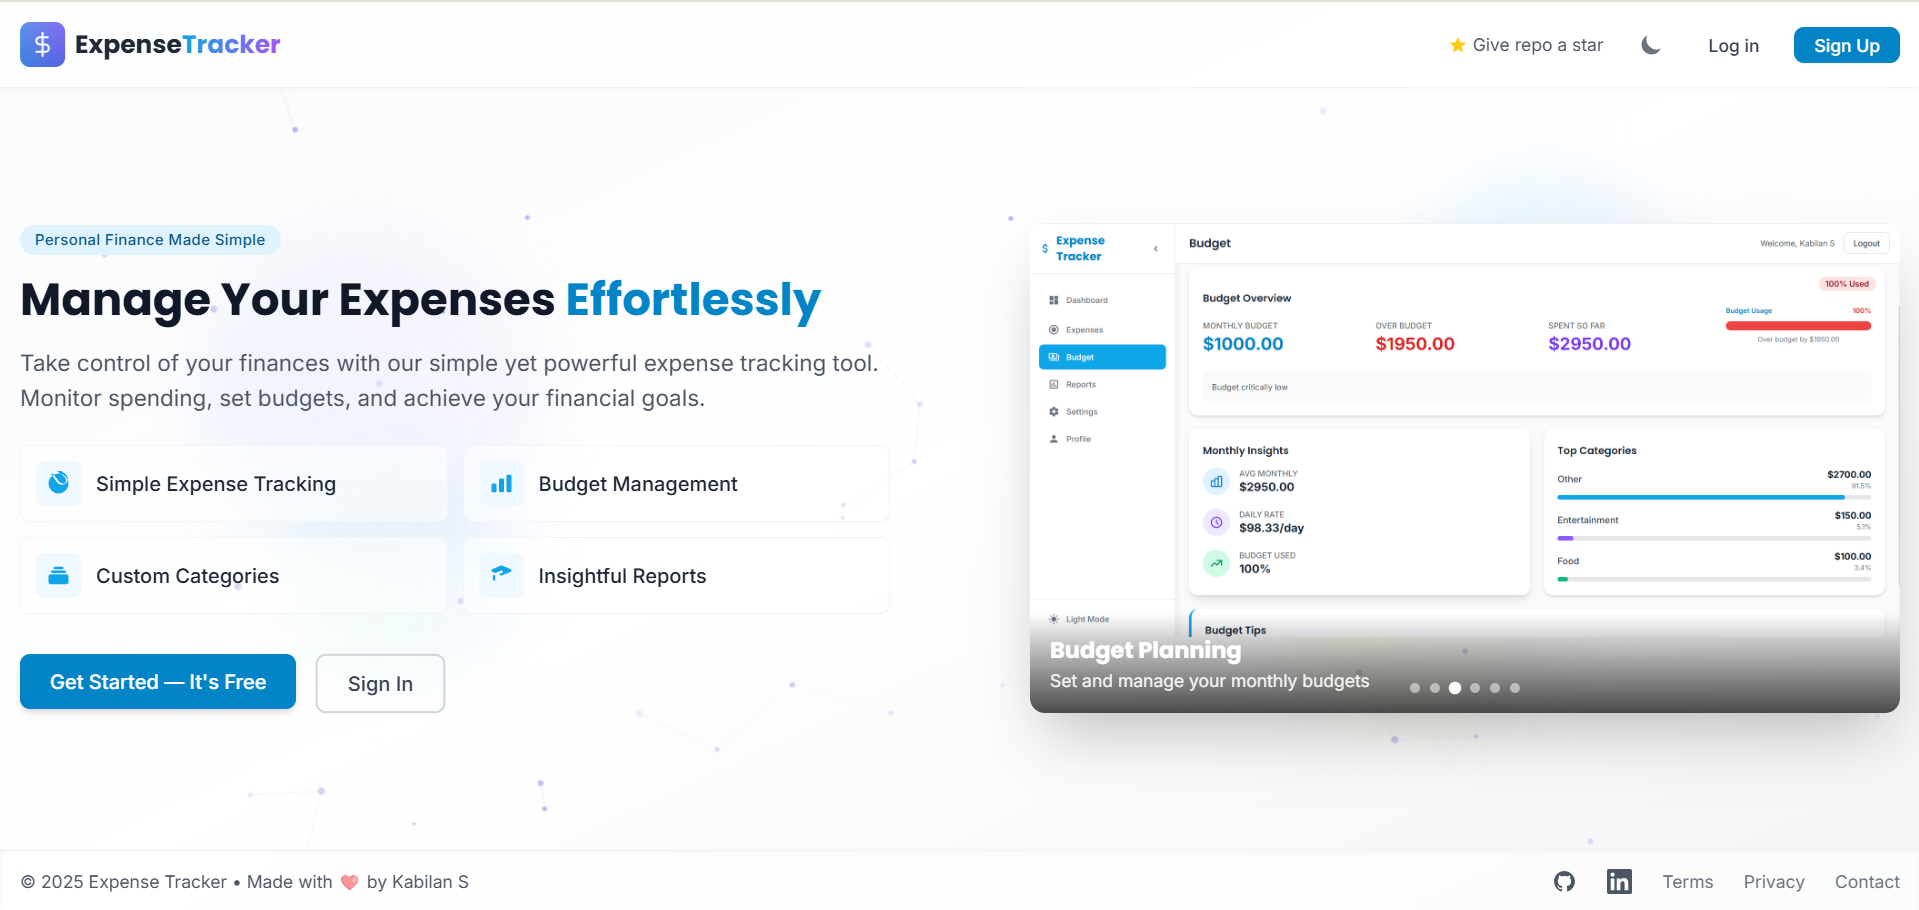 $ ExpenseTracker
⭐ Give repo a star
Log in
Sign Up
Personal Finance Made Simple
Manage Your Expenses Effortlessly
Take control of your finances with our simple yet powerful expense tracking tool.
Monitor spending, set budgets, and achieve your financial goals.
Simple Expense Tracking
Budget Management
Custom Categories
Insightful Reports
Get Started — It's Free
Sign In
$ Expense
Tracker
Dashboard
Expenses
Budget
Reports
Settings
Profile
Light Mode
Budget
Welcome, Kabilan S
Logout
100% Used
Budget Overview
MONTHLY BUDGET
$1000.00
OVER BUDGET
$1950.00
SPENT SO FAR
$2950.00
Budget Usage 100%
Over budget by $1950.00
Budget critically low
Monthly Insights
AVG MONTHLY
$2950.00
DAILY RATE
$98.33/day
BUDGET USED
100%
Top Categories
Other $2700.00
91.5%
Entertainment $150.00
5.1%
Food $100.00
3.4%
Budget Tips
Budget Planning
Set and manage your monthly budgets
© 2025 Expense Tracker • Made with ❤️ by Kabilan S
in
Terms
Privacy
Contact